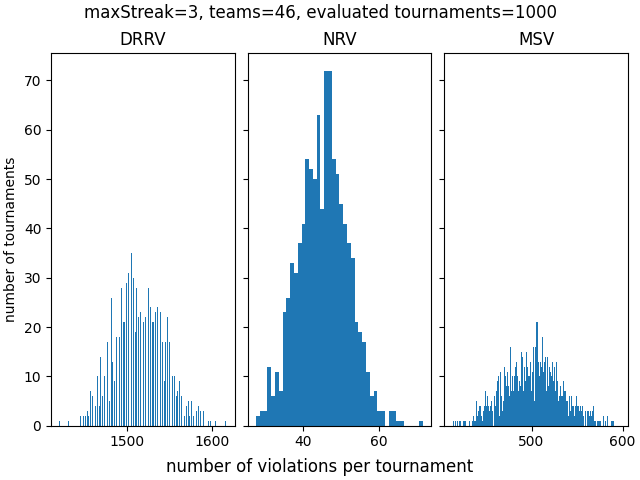 maxStreak=3, teams=46, evaluated tournaments=1000
DRRV
NRV
MSV
number of tournaments
70
60
50
40
30
20
10
0
1500
1600
40
60
500
600
number of violations per tournament